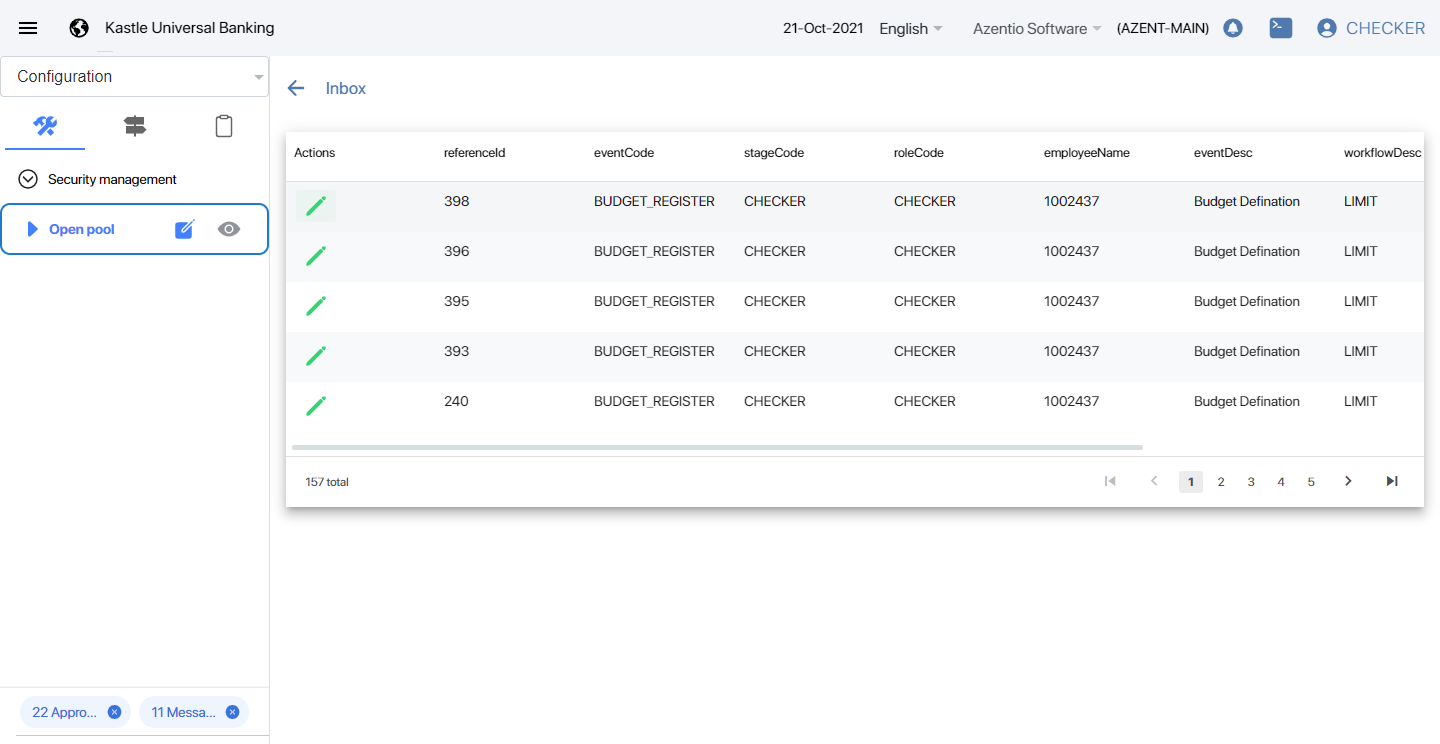 Kastle Universal Banking 21-Oct-2021 English Azentio Software (AZENT-MAIN) CHECKER
Configuration
Inbox
Security management
Open pool
Actions referenceId eventCode stageCode roleCode employeeName eventDesc workflowDesc
398 BUDGET_REGISTER CHECKER CHECKER 1002437 Budget Defination LIMIT
396 BUDGET_REGISTER CHECKER CHECKER 1002437 Budget Defination LIMIT
395 BUDGET_REGISTER CHECKER CHECKER 1002437 Budget Defination LIMIT
393 BUDGET_REGISTER CHECKER CHECKER 1002437 Budget Defination LIMIT
240 BUDGET_REGISTER CHECKER CHECKER 1002437 Budget Defination LIMIT
157 total 1 2 3 4 5
22 Appro... 11 Messa...